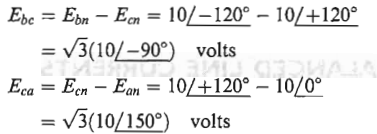 E_bc = E_bn − E_cn = 10/−120° − 10/+120°
= √3(10/−90°) volts
E_ca = E_cn − E_an = 10/+120° − 10/0°
= √3(10/150°) volts